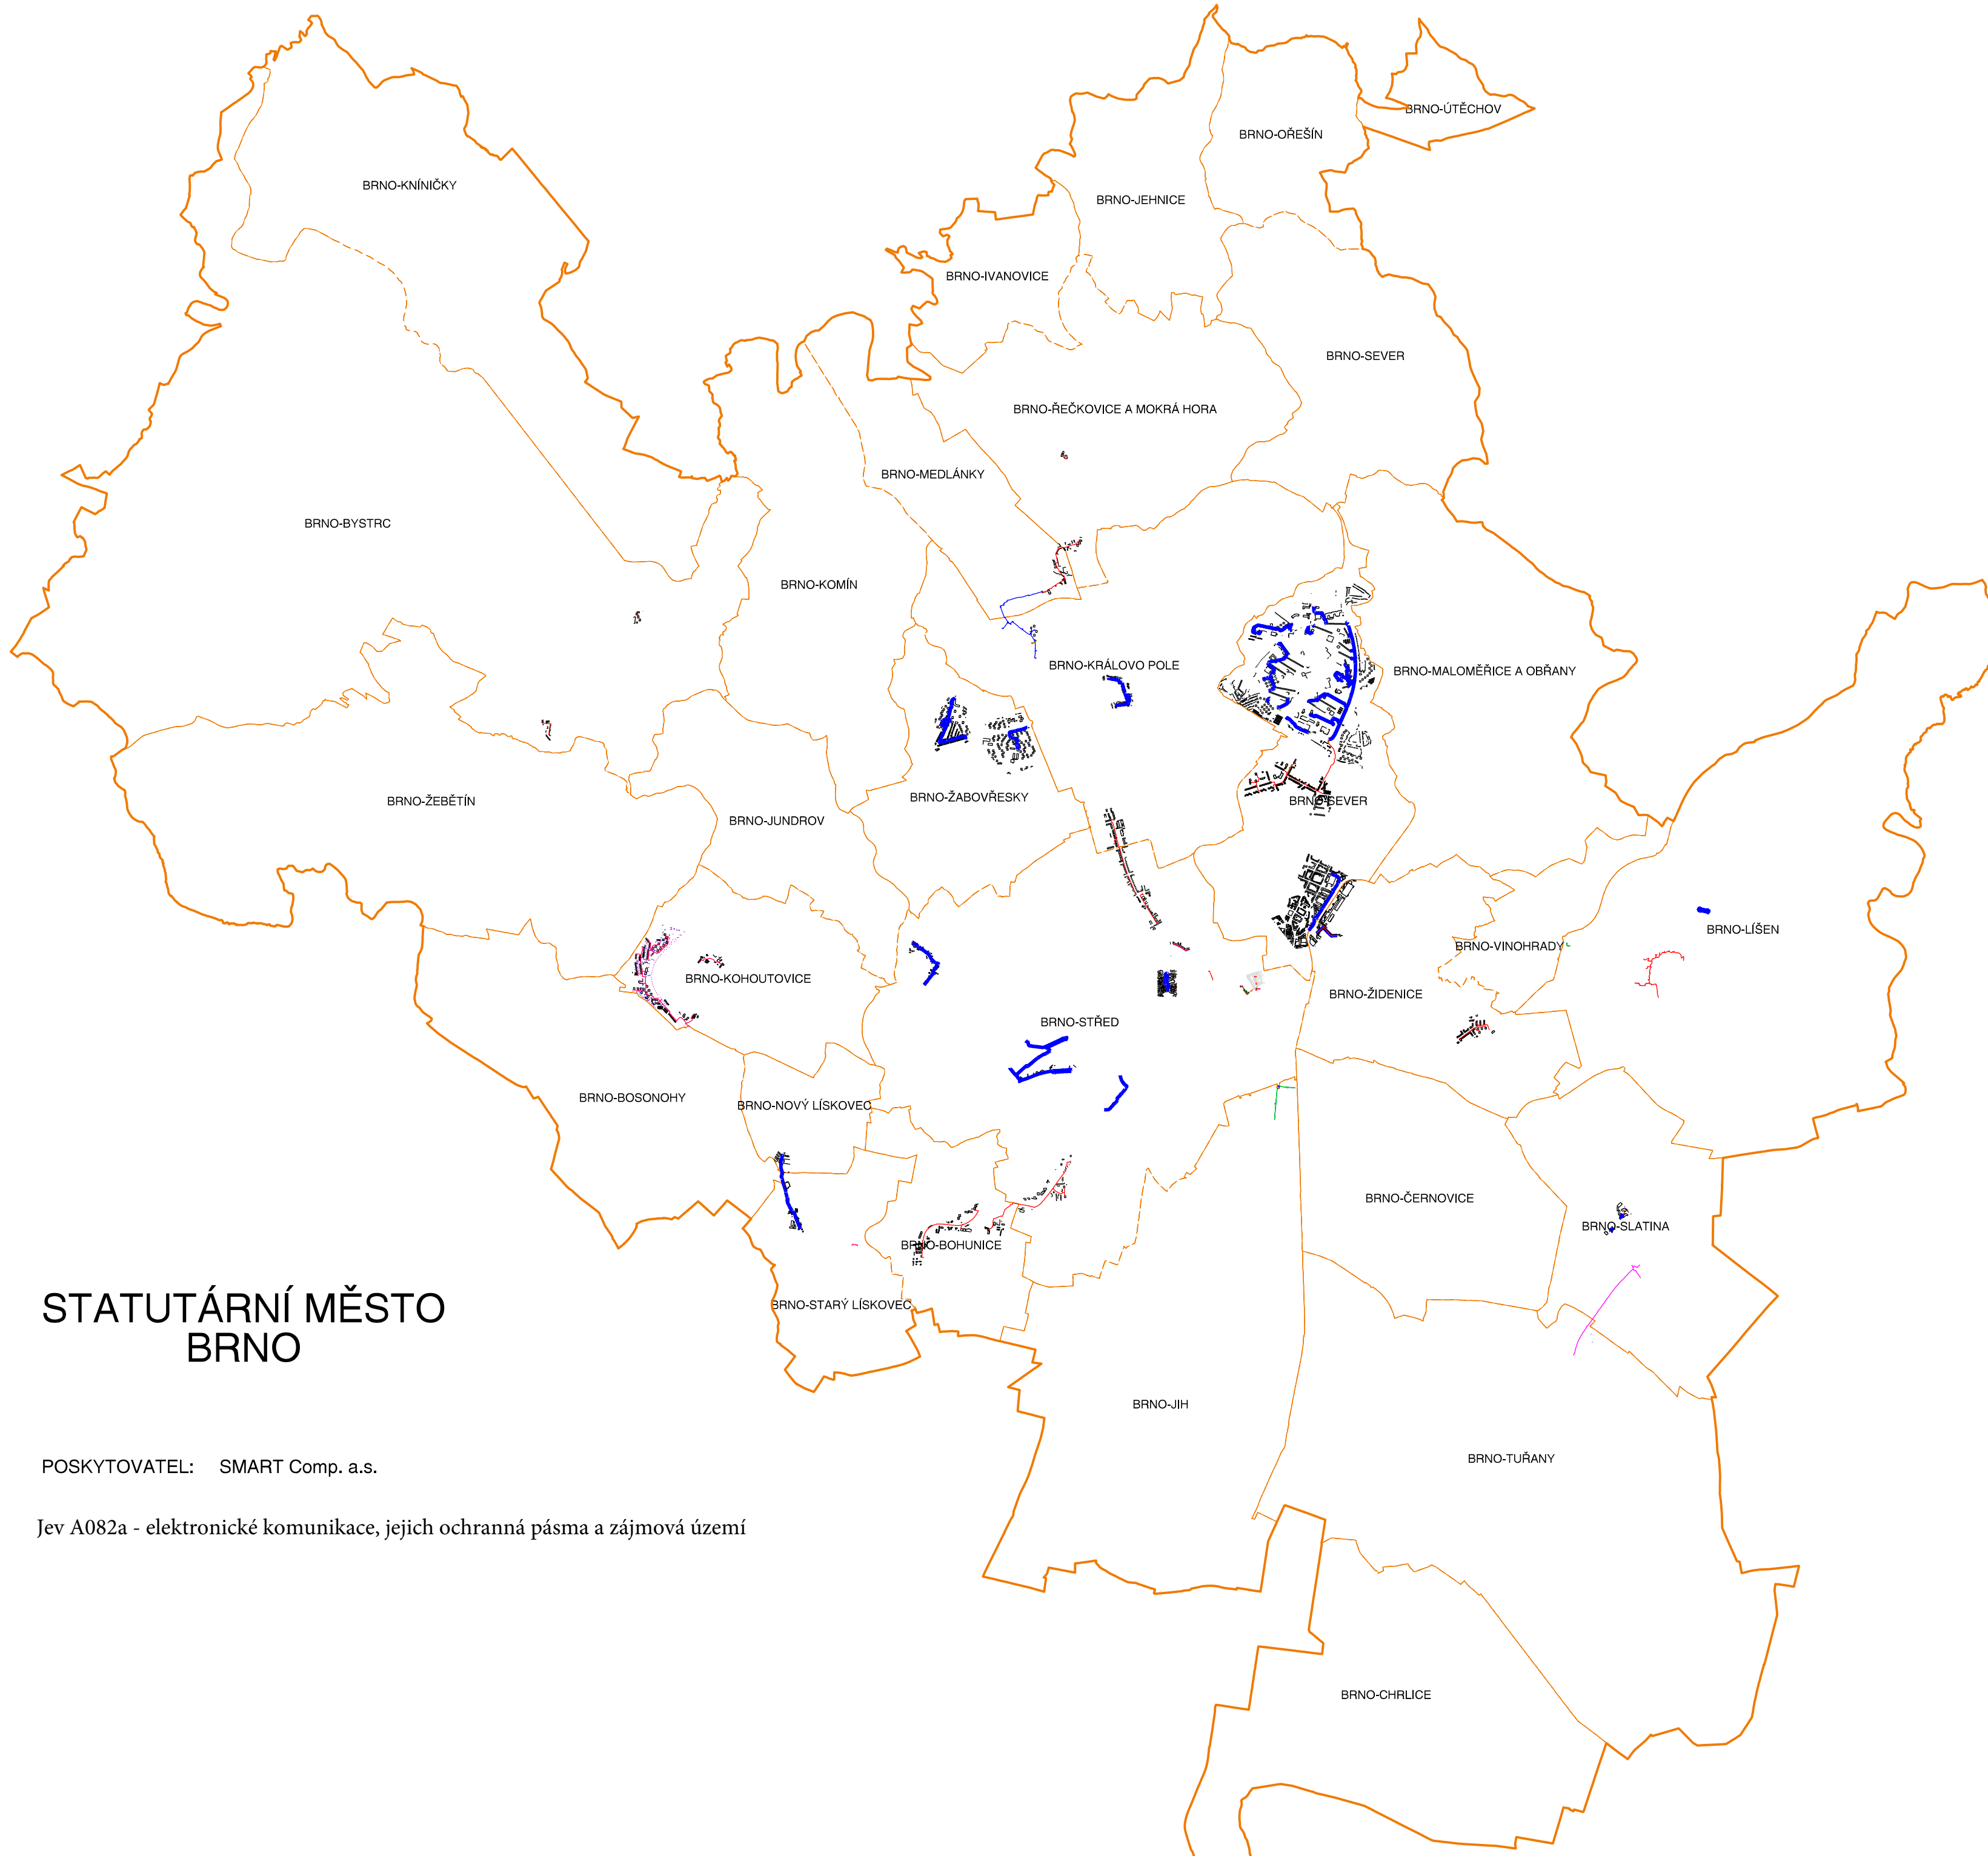 BRNO-ÚTĚCHOV
BRNO-OŘEŠÍN
BRNO-KNÍNIČKY
BRNO-JEHNICE
BRNO-IVANOVICE
BRNO-SEVER
BRNO-ŘEČKOVICE A MOKRÁ HORA
BRNO-MEDLÁNKY
BRNO-BYSTRC
BRNO-KOMÍN
BRNO-KRÁLOVO POLE
BRNO-MALOMĚŘICE A OBŘANY
BRNO-ŽEBĚTÍN
BRNO-ŽABOVŘESKY
BRNO-SEVER
BRNO-JUNDROV
BRNO-LÍŠEN
BRNO-VINOHRADY
BRNO-KOHOUTOVICE
BRNO-ŽIDENICE
BRNO-STŘED
BRNO-BOSONOHY
BRNO-NOVÝ LÍSKOVEC
BRNO-ČERNOVICE
BRNO-SLATINA
BRNO-BOHUNICE
BRNO-STARÝ LÍSKOVEC
STATUTÁRNÍ MĚSTO
BRNO
BRNO-JIH
BRNO-TUŘANY
POSKYTOVATEL: SMART Comp. a.s.
Jev A082a - elektronické komunikace, jejich ochranná pásma a zájmová území
BRNO-CHRLICE